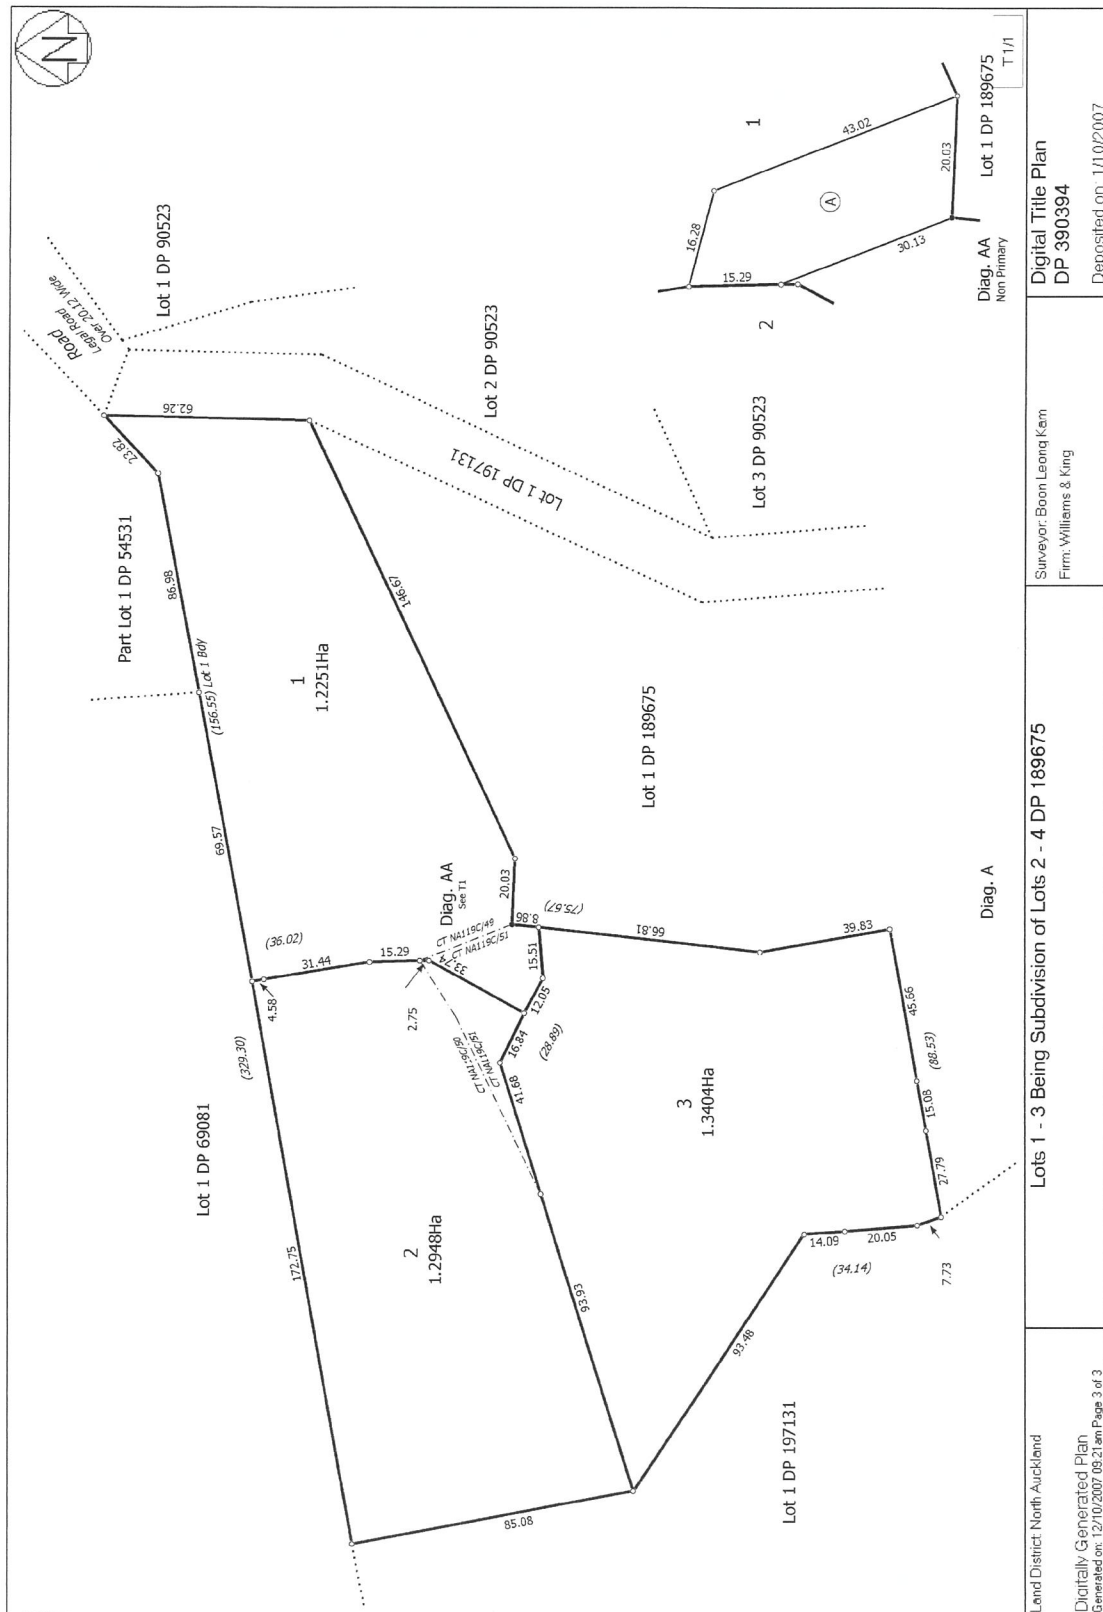 N
Road
Legal Road
Over 20.12 Wide
Lot 1 DP 90523
62.26
23.82
Part Lot 1 DP 54531
86.98
(156.55) Lot 1 Bdy
1
1.2251Ha
146.67
Lot 1 DP 197131
Lot 2 DP 90523
Lot 3 DP 90523
69.57
Lot 1 DP 189675
Diag. AA
See T1
20.03
CT NA119C/49
CT NA119C/51
8.86
(75.67)
66.81
39.83
(36.02)
31.44
15.29
4.58
(329.30)
2.75
33.74
15.51
12.05
16.84
(28.89)
41.68
CT NA119C/50
CT NA119C/51
Lot 1 DP 69081
172.75
2
1.2948Ha
93.93
85.08
3
1.3404Ha
45.66
(88.53)
15.08
27.79
7.73
20.05
14.09
(34.14)
93.48
Lot 1 DP 197131
Diag. A
1
43.02
16.28
A
15.29
30.13
20.03
2
Lot 1 DP 189675
Diag. AA
Non Primary
T 1/1
Land District: North Auckland
Digitally Generated Plan
Generated on: 12/10/2007 09:21am Page 3 of 3
Lots 1 - 3 Being Subdivision of Lots 2 - 4 DP 189675
Surveyor: Boon Leong Kam
Firm: Williams & King
Digital Title Plan
DP 390394
Deposited on: 1/10/2007